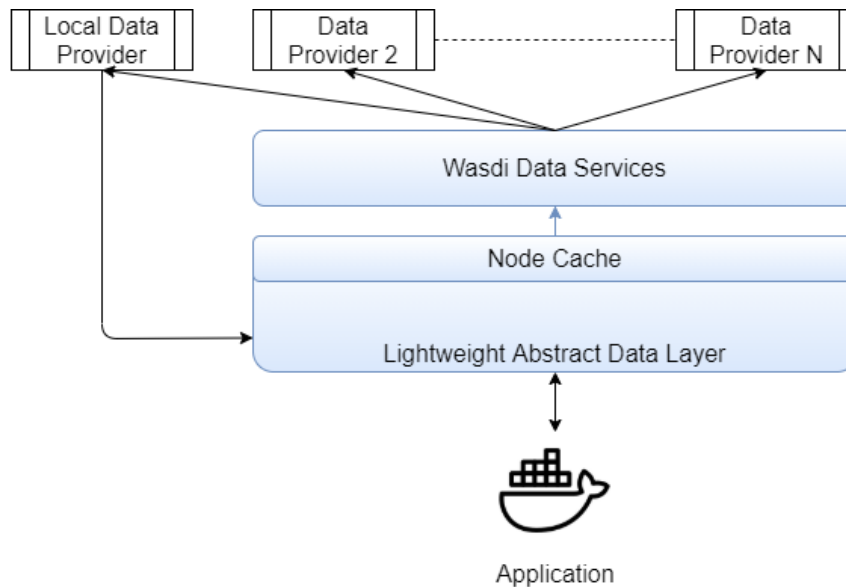 Local Data
Provider
Data
Provider 2
Data
Provider N
Wasdi Data Services
Node Cache
Lightweight Abstract Data Layer
Application